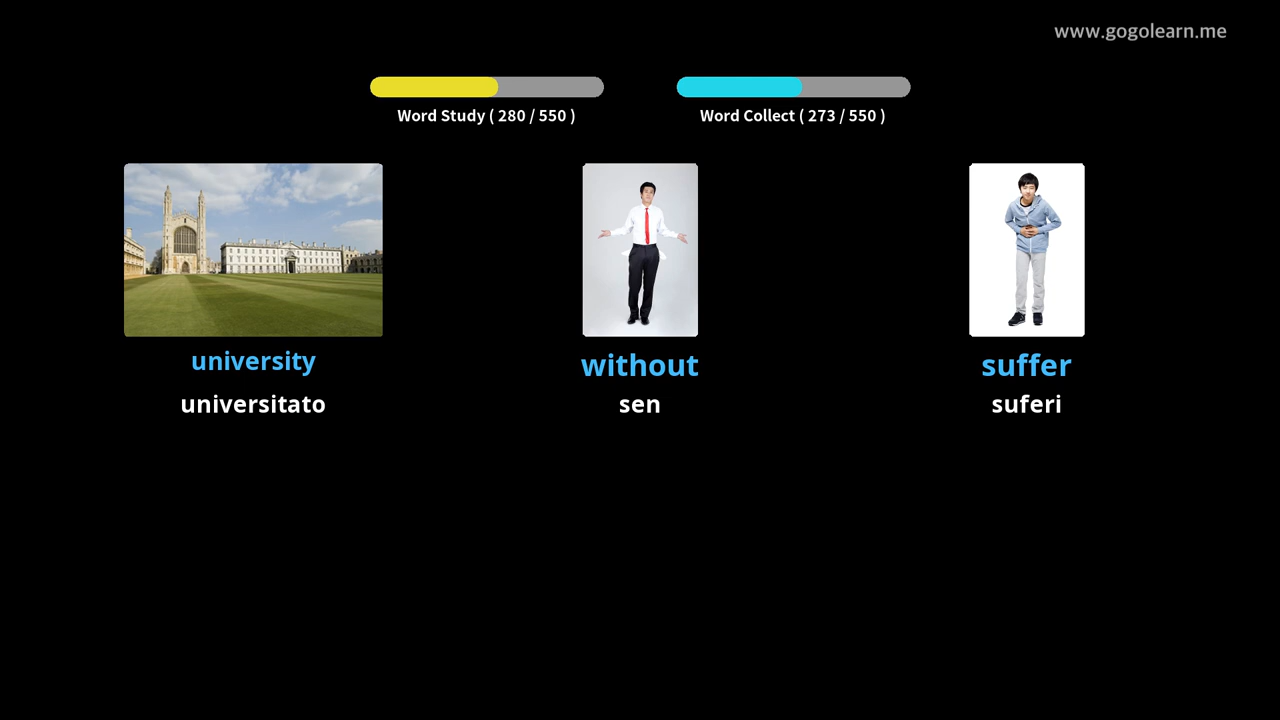 www.gogolearn.me
Word Study ( 280 / 550 )
Word Collect ( 273 / 550 )
university
without
suffer
universitato
sen
suferi